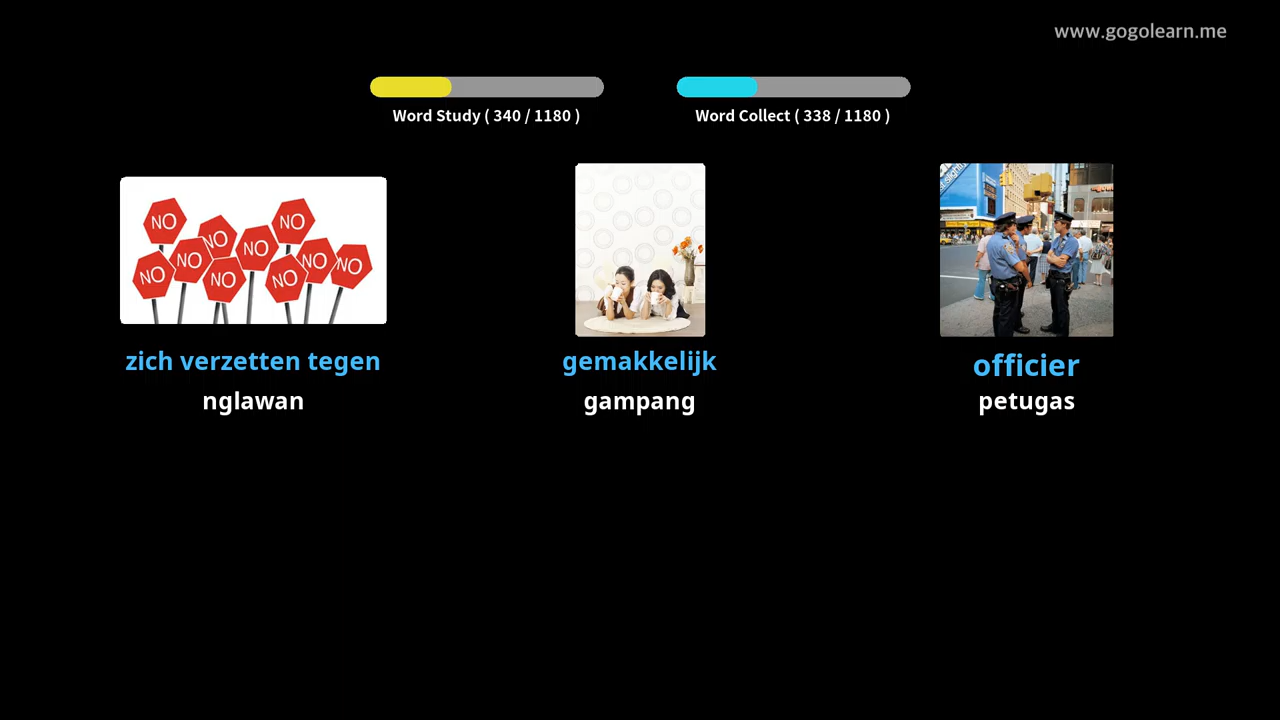 www.gogolearn.me
Word Study ( 340 / 1180 )
Word Collect ( 338 / 1180 )
NO
NO
NO
NO
NO
NO
NO
NO
NO
NO
zich verzetten tegen
gemakkelijk
officier
nglawan
gampang
petugas